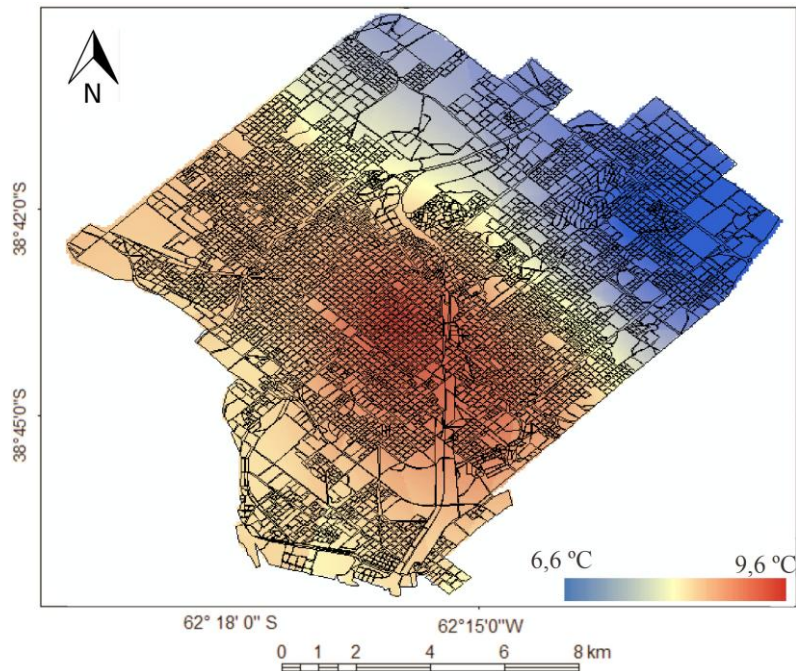 N
38° 42' 0"S
38° 45' 0"S
6,6 ºC
9,6 ºC
62° 18' 0" S
62° 15'0"W
0 1 2 4 6 8 km